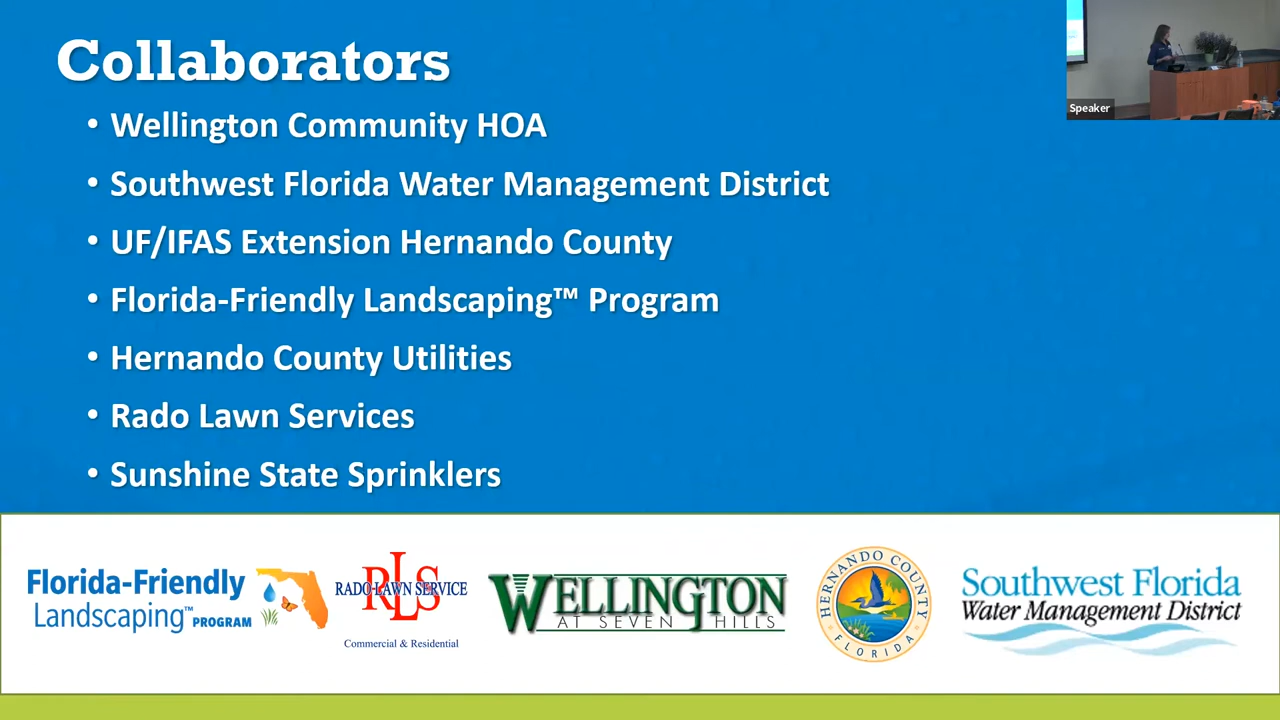 Collaborators
• Wellington Community HOA
• Southwest Florida Water Management District
• UF/IFAS Extension Hernando County
• Florida-Friendly Landscaping™ Program
• Hernando County Utilities
• Rado Lawn Services
• Sunshine State Sprinklers
Speaker
Florida-Friendly
Landscaping™ PROGRAM
RLS
RADO LAWN SERVICE
Commercial & Residential
WELLINGTON
AT SEVEN HILLS
HERNANDO COUNTY
FLORIDA
Southwest Florida
Water Management District